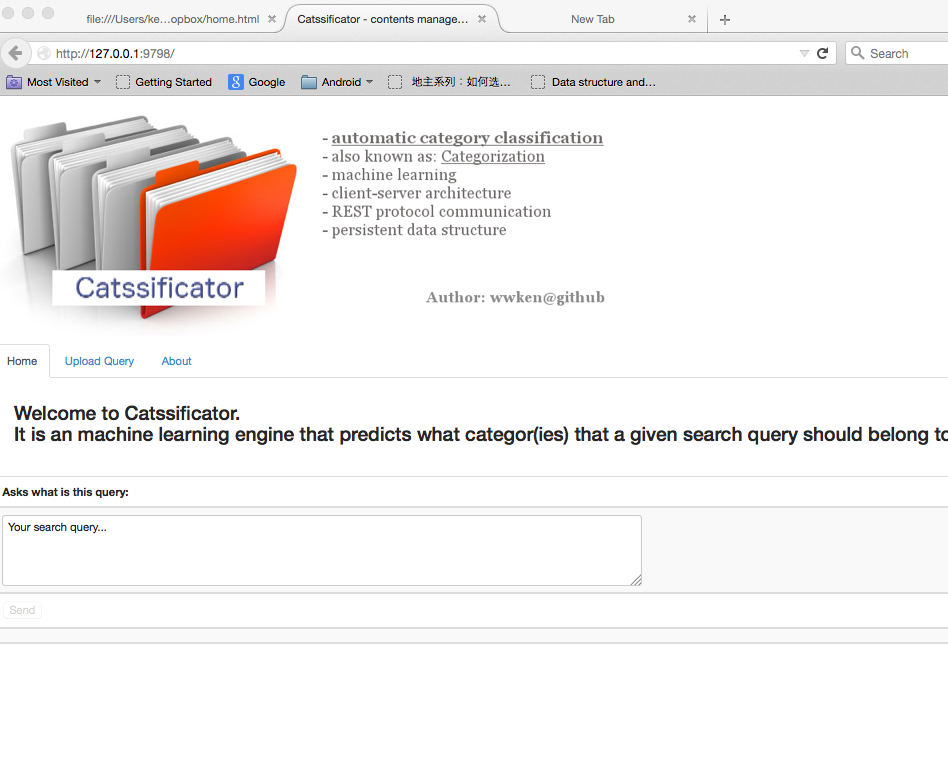 file:///Users/ke...opbox/home.html
Catssificator - contents manage...
New Tab
http://127.0.0.1:9798/
Search
Most Visited
Getting Started
Google
Android
地主系列：如何选...
Data structure and...
- automatic category classification
- also known as: Categorization
- machine learning
- client-server architecture
- REST protocol communication
- persistent data structure
Catssificator
Author: wwken@github
Home
Upload Query
About
Welcome to Catssificator.
It is an machine learning engine that predicts what categor(ies) that a given search query should belong to
Asks what is this query:
Your search query...
Send